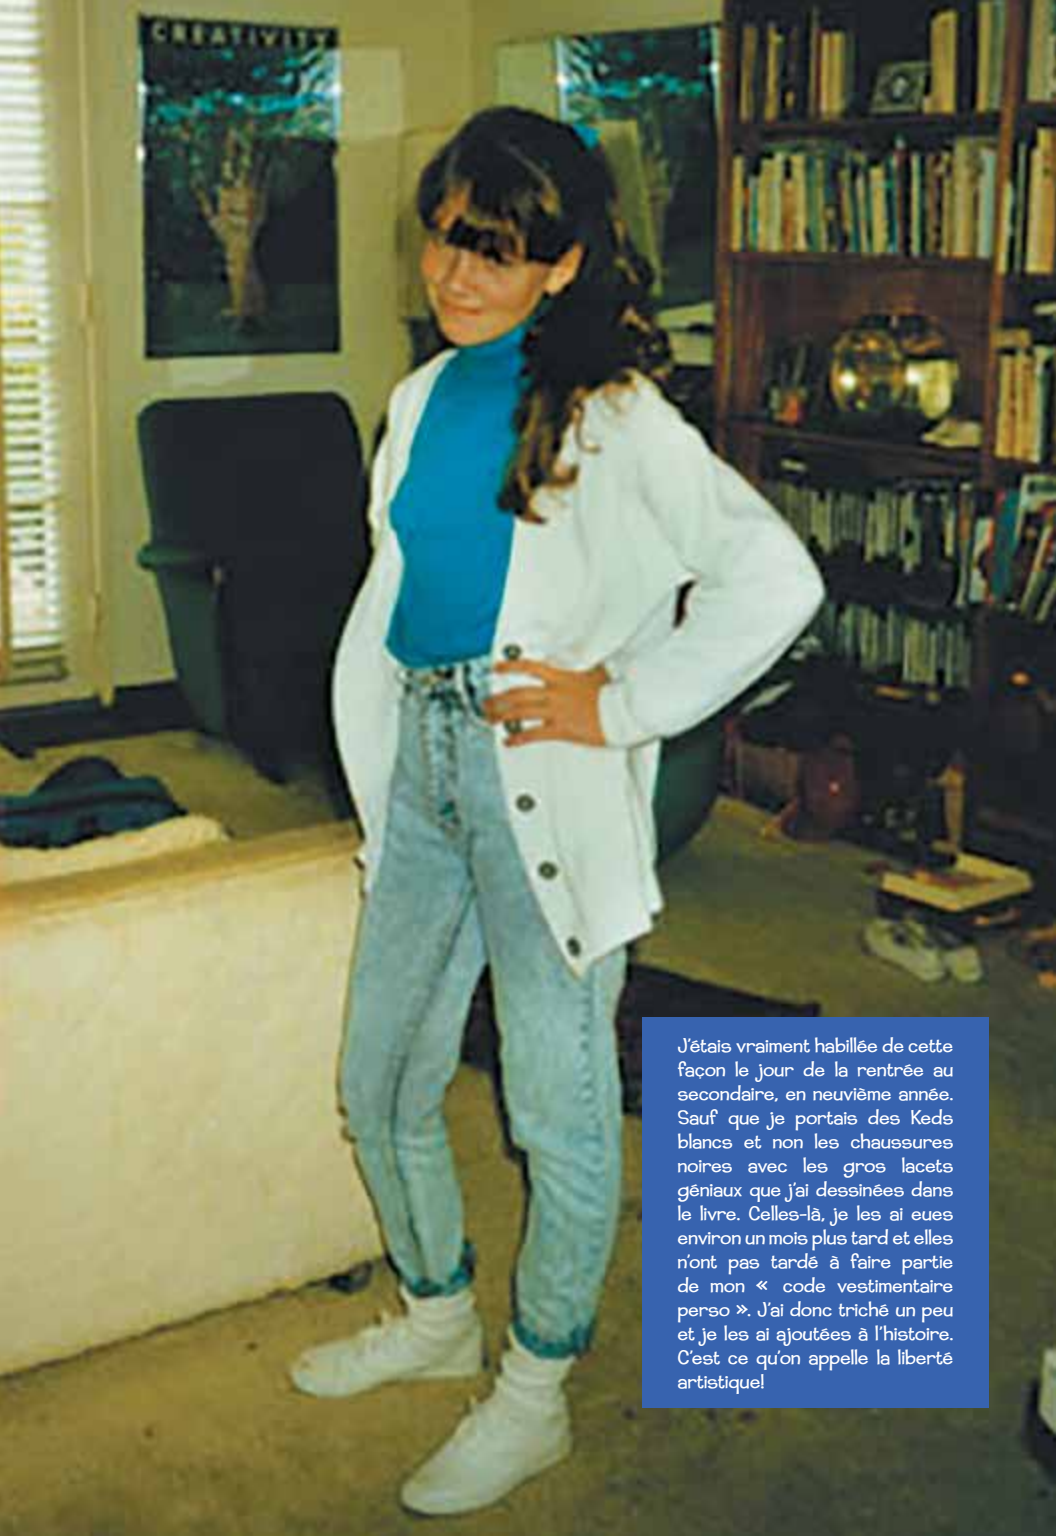 CREATIVITY
J'étais vraiment habillée de cette
façon le jour de la rentrée au
secondaire, en neuvième année.
Sauf que je portais des Keds
blancs et non les chaussures
noires avec les gros lacets
géniaux que j'ai dessinées dans
le livre. Celles-là, je les ai eues
environ un mois plus tard et elles
n'ont pas tardé à faire partie
de mon « code vestimentaire
perso ». J'ai donc triché un peu
et je les ai ajoutées à l'histoire.
C'est ce qu'on appelle la liberté
artistique!